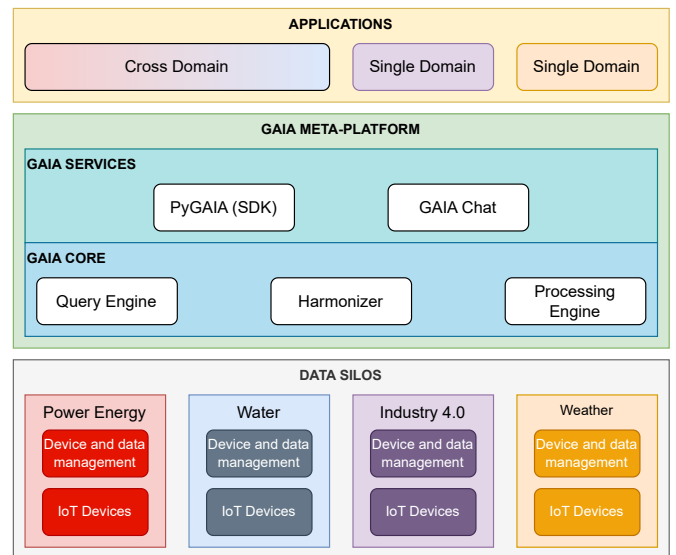 APPLICATIONS
Cross Domain
Single Domain
Single Domain
GAIA META-PLATFORM
GAIA SERVICES
PyGAIA (SDK)
GAIA Chat
GAIA CORE
Query Engine
Harmonizer
Processing
Engine
DATA SILOS
Power Energy
Device and data
management
IoT Devices
Water
Device and data
management
IoT Devices
Industry 4.0
Device and data
management
IoT Devices
Weather
Device and data
management
IoT Devices